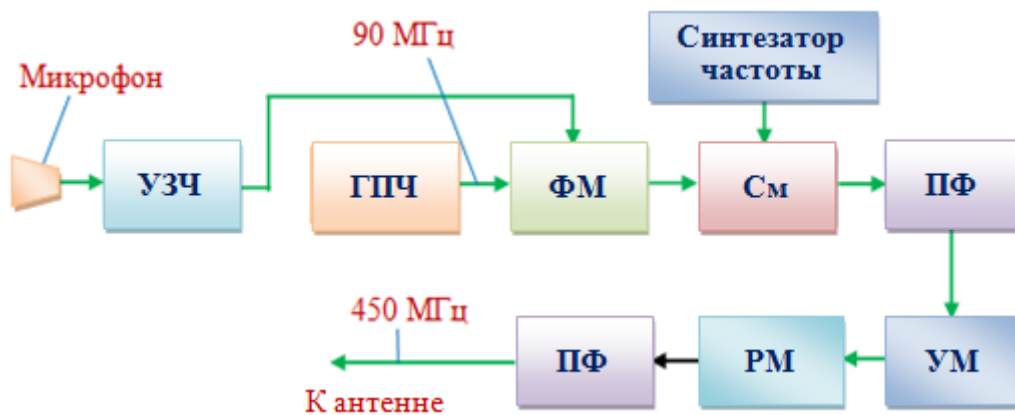 90 МГц
Синтезатор
частоты
Микрофон
УЗЧ
ГПЧ
ФМ
См
ПФ
450 МГц
ПФ
РМ
УМ
К антенне